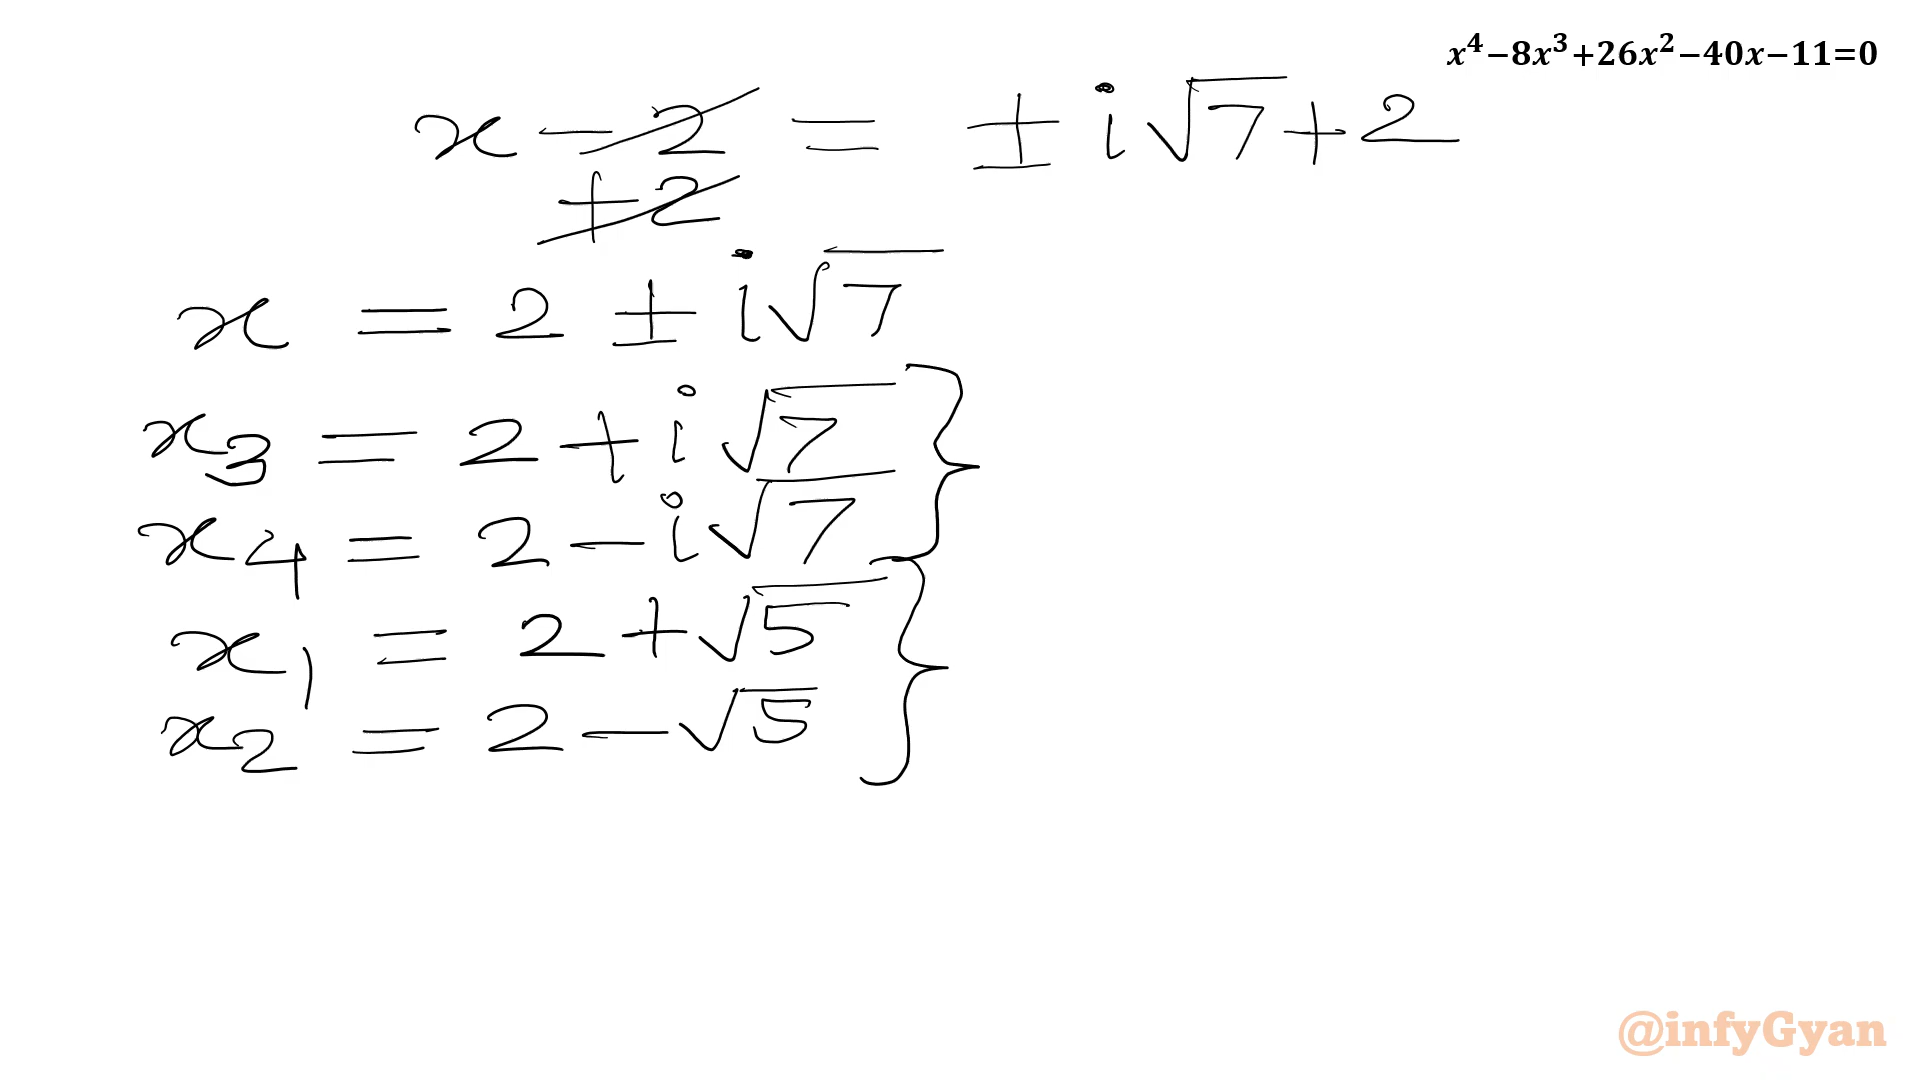 x⁴−8x³+26x²−40x−11=0
x − 2 = ± i√7 + 2
+2
x = 2 ± i√7
x₃ = 2 + i√7
x₄ = 2 − i√7
x₁ = 2 + √5
x₂ = 2 − √5
@infyGyan